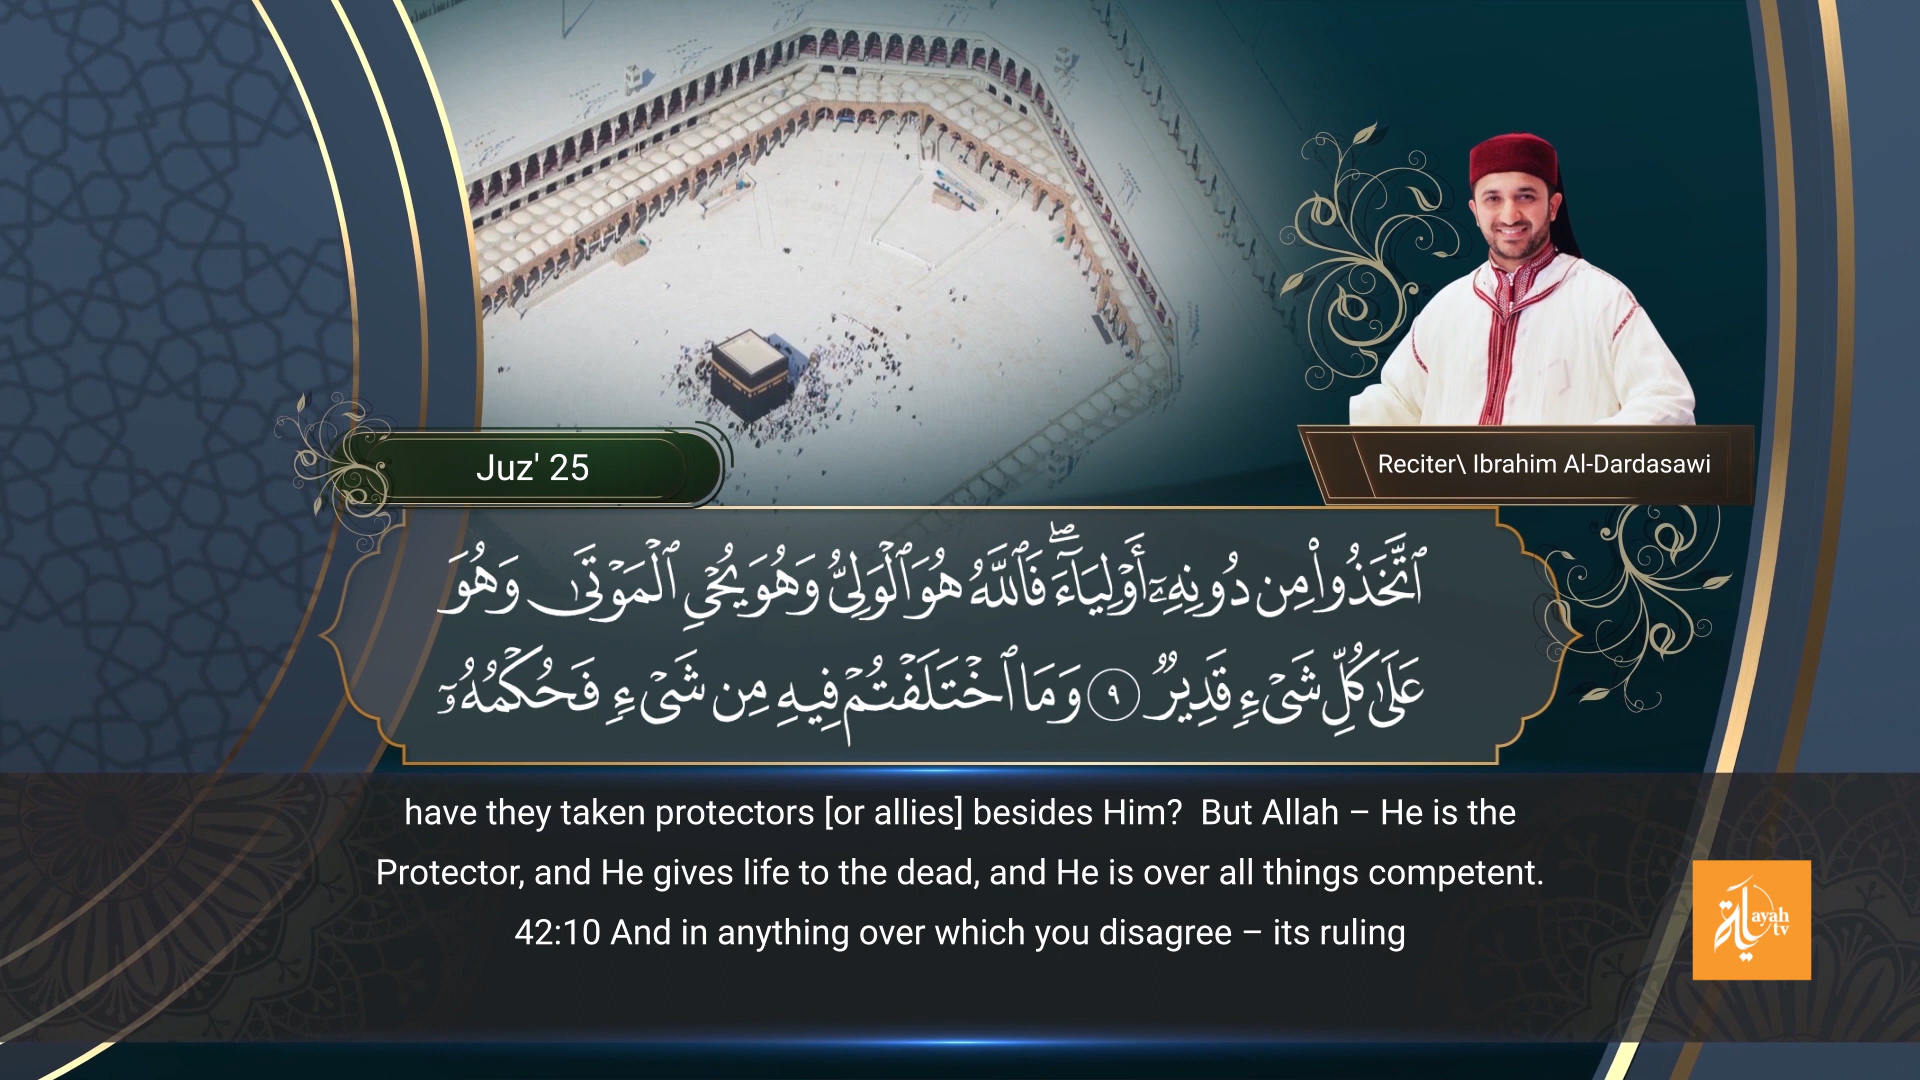 Juz' 25
Reciter\ Ibrahim Al-Dardasawi
ٱتَّخَذُوا۟ مِن دُونِهِۦٓ أَوْلِيَآءَ ۖ فَٱللَّهُ هُوَ ٱلْوَلِىُّ وَهُوَ يُحْىِ ٱلْمَوْتَىٰ وَهُوَ
عَلَىٰ كُلِّ شَىْءٍ قَدِيرٌ ٩ وَمَا ٱخْتَلَفْتُمْ فِيهِ مِن شَىْءٍ فَحُكْمُهُۥٓ
have they taken protectors [or allies] besides Him?  But Allah – He is the
Protector, and He gives life to the dead, and He is over all things competent.
42:10 And in anything over which you disagree – its ruling
آية
ayah
tv